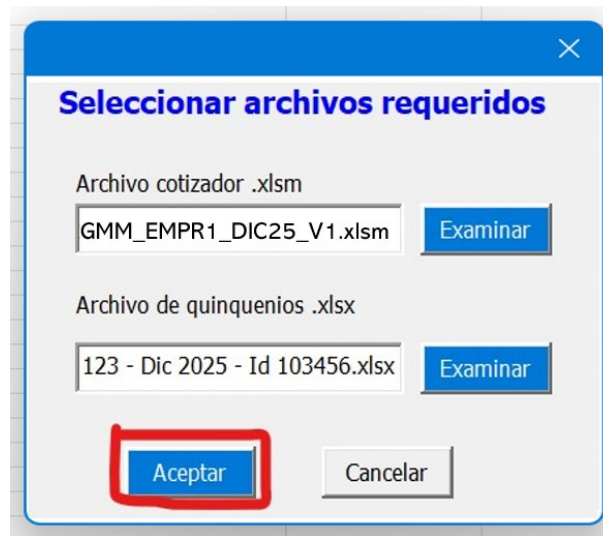 Seleccionar archivos requeridos
Archivo cotizador .xlsm
GMM_EMPR1_DIC25_V1.xlsm
Examinar
Archivo de quinquenios .xlsx
123 - Dic 2025 - Id 103456.xlsx
Examinar
Aceptar
Cancelar